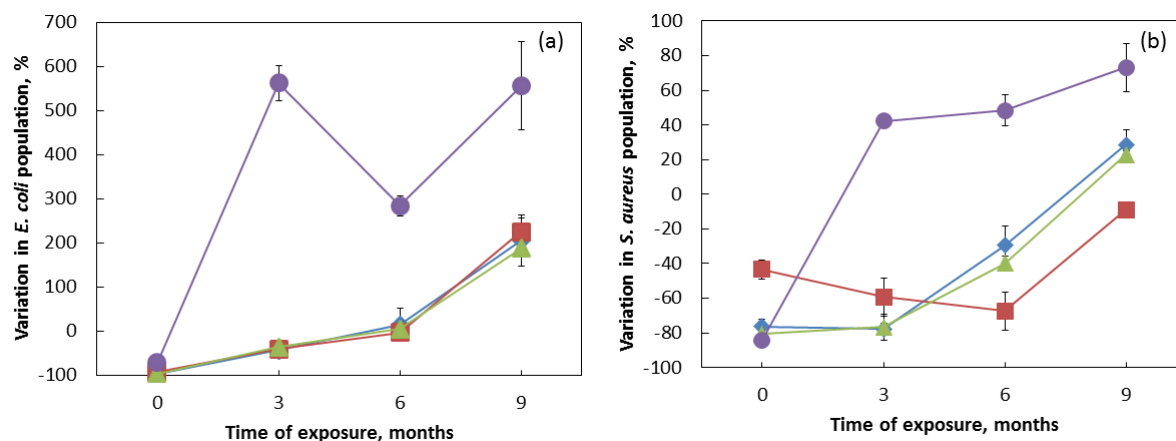 (a)
Variation in E. coli population, %
700
600
500
400
300
200
100
0
-100
0 3 6 9
Time of exposure, months
(b)
Variation in S. aureus population, %
100
80
60
40
20
0
-20
-40
-60
-80
-100
0 3 6 9
Time of exposure, months